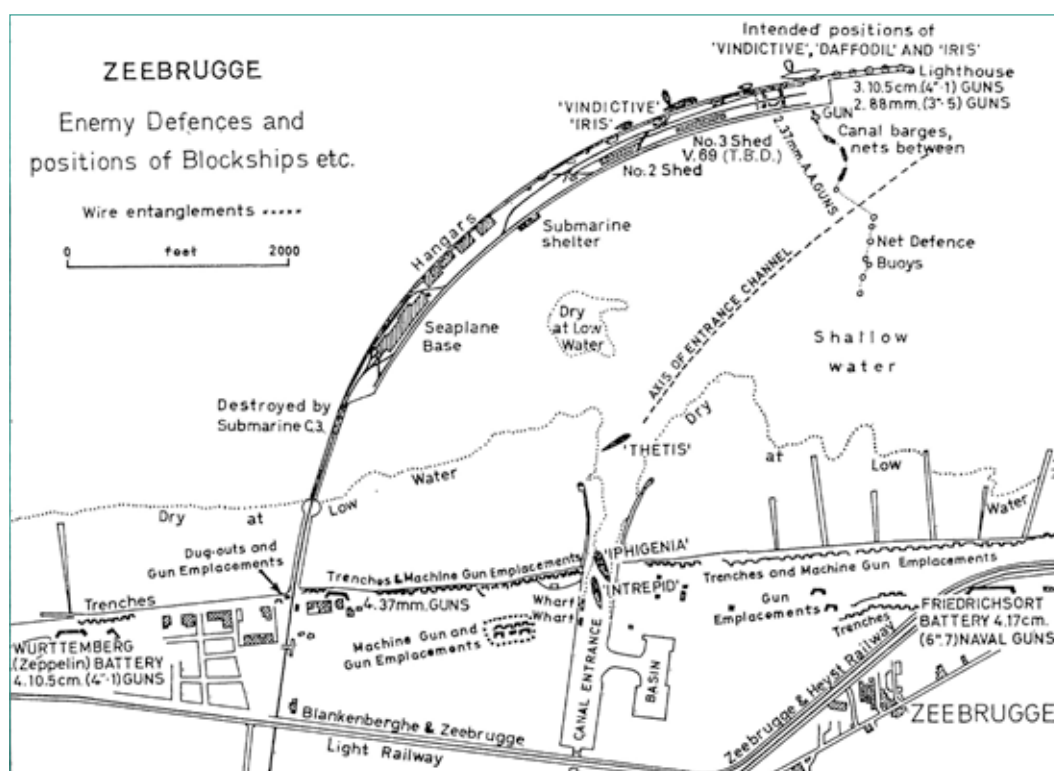 ZEEBRUGGE
Enemy Defences and
positions of Blockships etc.
Wire entanglements
0 feet 2000
Intended positions of
'VINDICTIVE', 'DAFFODIL' AND 'IRIS'
Lighthouse
3.10.5cm.(4"·1) GUNS
2.88mm.(3"·5) GUNS
GUN
Canal barges,
nets between
'VINDICTIVE'
'IRIS'
No.3 Shed
V.69 (T.B.D.)
No.2 Shed
2.37mm.A.A.GUNS
Hangars
Submarine
shelter
Net Defence
Buoys
Seaplane
Base
Dry
at Low
Water
AXIS OF ENTRANCE CHANNEL
Shallow
water
Destroyed by
Submarine C.3.
'THETIS'
Dry at Low Water
Dry at Low Water
Dug-outs and
Gun Emplacements
Trenches & Machine Gun Emplacements
'IPHIGENIA'
'INTREPID'
Trenches and Machine Gun Emplacements
Trenches
4.37mm.GUNS
Wharf
Wharf
Gun
Emplacements
Trenches
Machine Gun and
Gun Emplacements
WÜRTTEMBERG
(Zeppelin) BATTERY
4.10.5cm.(4"·1) GUNS
FRIEDRICHSORT
BATTERY 4.17cm.
(6"·7) NAVAL GUNS
CANAL ENTRANCE
BASIN
Zeebrugge & Heyst Railway
ZEEBRUGGE
Blankenberghe & Zeebrugge
Light Railway